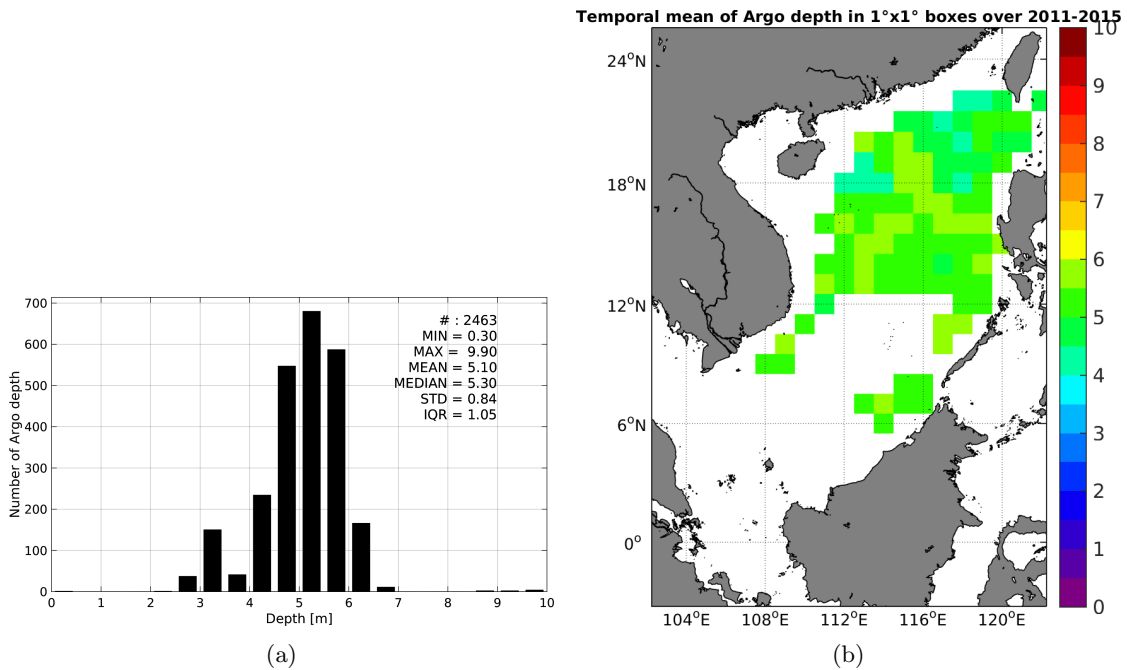 Temporal mean of Argo depth in 1°x1° boxes over 2011-2015
10
9
8
7
6
5
4
3
2
1
0
24°N
18°N
12°N
6°N
0°
104°E 108°E 112°E 116°E 120°E
700
600
500
400
300
200
100
0
Number of Argo depth
# : 2463
MIN = 0.30
MAX = 9.90
MEAN = 5.10
MEDIAN = 5.30
STD = 0.84
IQR = 1.05
0 1 2 3 4 5 6 7 8 9 10
Depth [m]
(a)
(b)